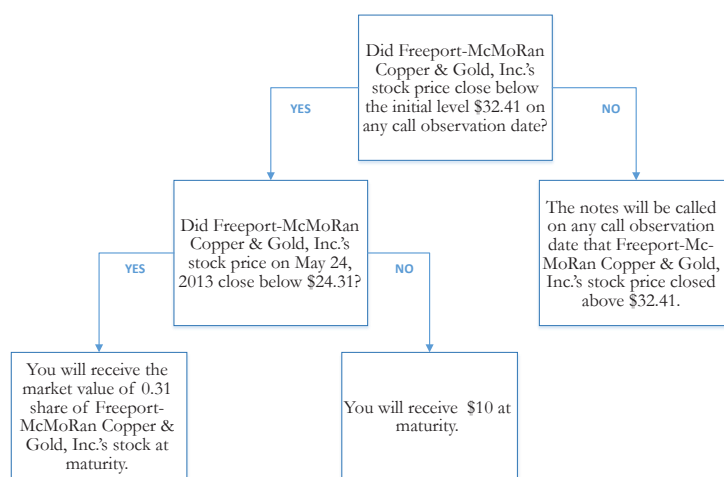 Did Freeport-McMoRan
Copper & Gold, Inc.'s
stock price close below
the initial level $32.41 on
any call observation date?
YES
NO
Did Freeport-McMoRan
Copper & Gold, Inc.'s
stock price on May 24,
2013 close below $24.31?
The notes will be called
on any call observation
date that Freeport-Mc-
MoRan Copper & Gold,
Inc.'s stock price closed
above $32.41.
YES
NO
You will receive the
market value of 0.31
share of Freeport-
McMoRan Copper &
Gold, Inc.'s stock at
maturity.
You will receive $10 at
maturity.